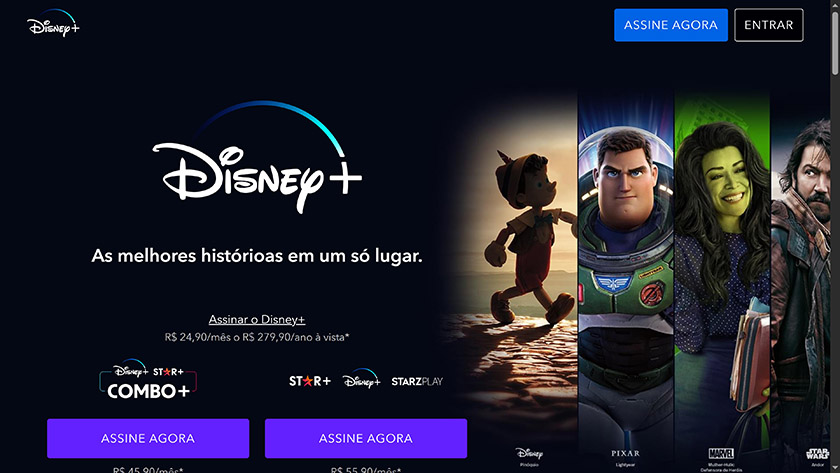 Disney+
ASSINE AGORA
ENTRAR
Disney+
As melhores histórioas em um só lugar.
Assinar o Disney+
R$ 24,90/mês o R$ 279,90/ano à vista*
Disney+ STAR+
COMBO+
STAR+ Disney+ STARZPLAY
ASSINE AGORA
ASSINE AGORA
R$ 45,90/mês*
R$ 55,90/mês*
Disney
Pinóquio
PIXAR
Lightyear
MARVEL
Mulher-Hulk:
Defensora de Heróis
STAR
WARS
Andor